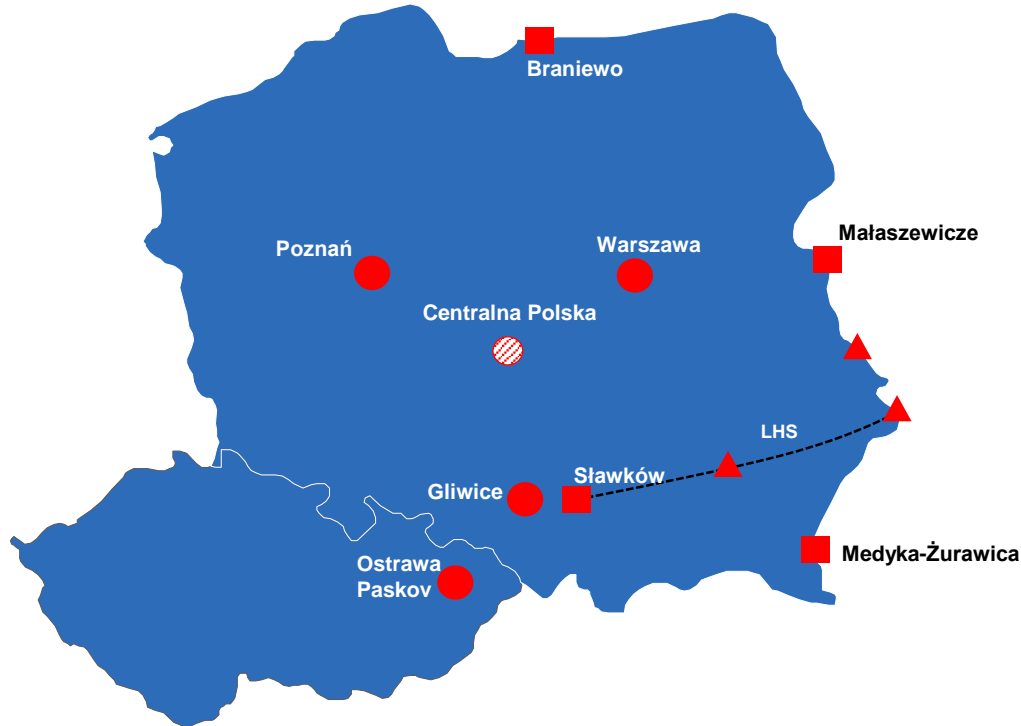 Braniewo
Małaszewicze
Poznań
Warszawa
Centralna Polska
LHS
Sławków
Gliwice
Medyka-Żurawica
Ostrawa
Paskov